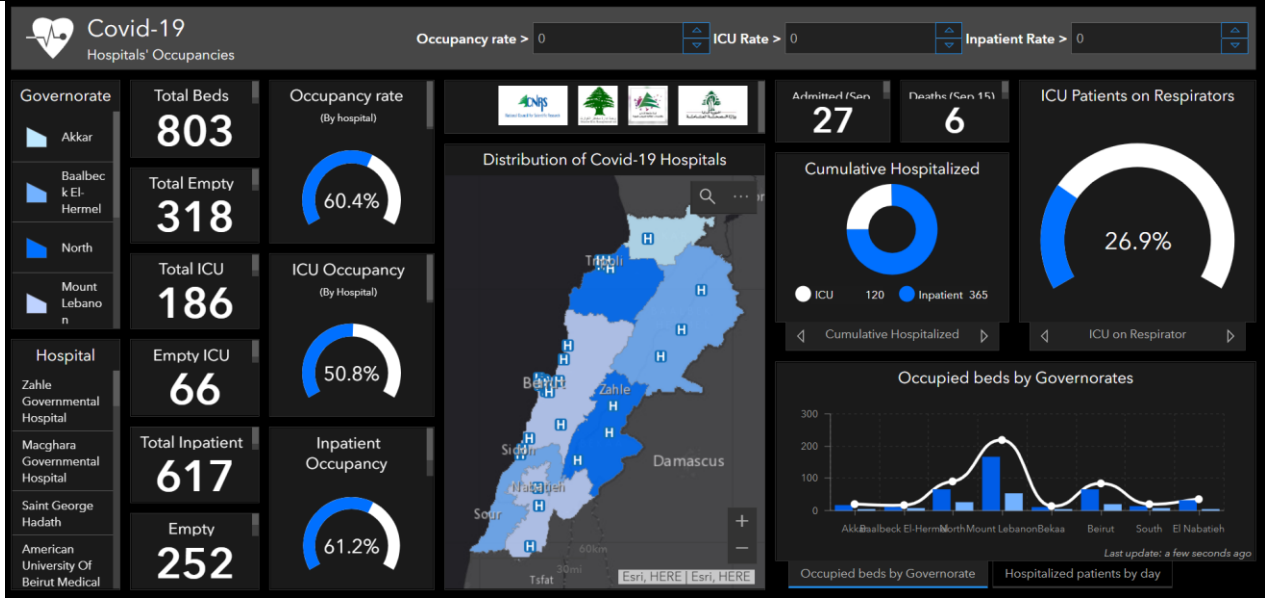 Covid-19
Hospitals' Occupancies
Occupancy rate > 0
ICU Rate > 0
Inpatient Rate > 0
Governorate
Akkar
Baalbec
k El-
Hermel
North
Mount
Lebano
n
Hospital
Zahle
Governmental
Hospital
Macghara
Governmental
Hospital
Saint George
Hadath
American
University Of
Beirut Medical
Total Beds
803
Total Empty
318
Total ICU
186
Empty ICU
66
Total Inpatient
617
Empty
252
Occupancy rate
(By hospital)
60.4%
ICU Occupancy
(By Hospital)
50.8%
Inpatient
Occupancy
61.2%
CNRS
Distribution of Covid-19 Hospitals
Tripoli
Beirut
Zahle
Sidon
Damascus
Nabatieh
Sour
60km
30mi
Tsfat
Esri, HERE | Esri, HERE
Admitted (Sep
27
Deaths (Sep 15)
6
Cumulative Hospitalized
ICU 120 Inpatient 365
Cumulative Hospitalized
ICU Patients on Respirators
26.9%
ICU on Respirator
Occupied beds by Governorates
300
200
100
0
Akkar Baalbeck El-Hermel North Mount Lebanon Bekaa Beirut South El Nabatieh
Last update: a few seconds ago
Occupied beds by Governorate
Hospitalized patients by day